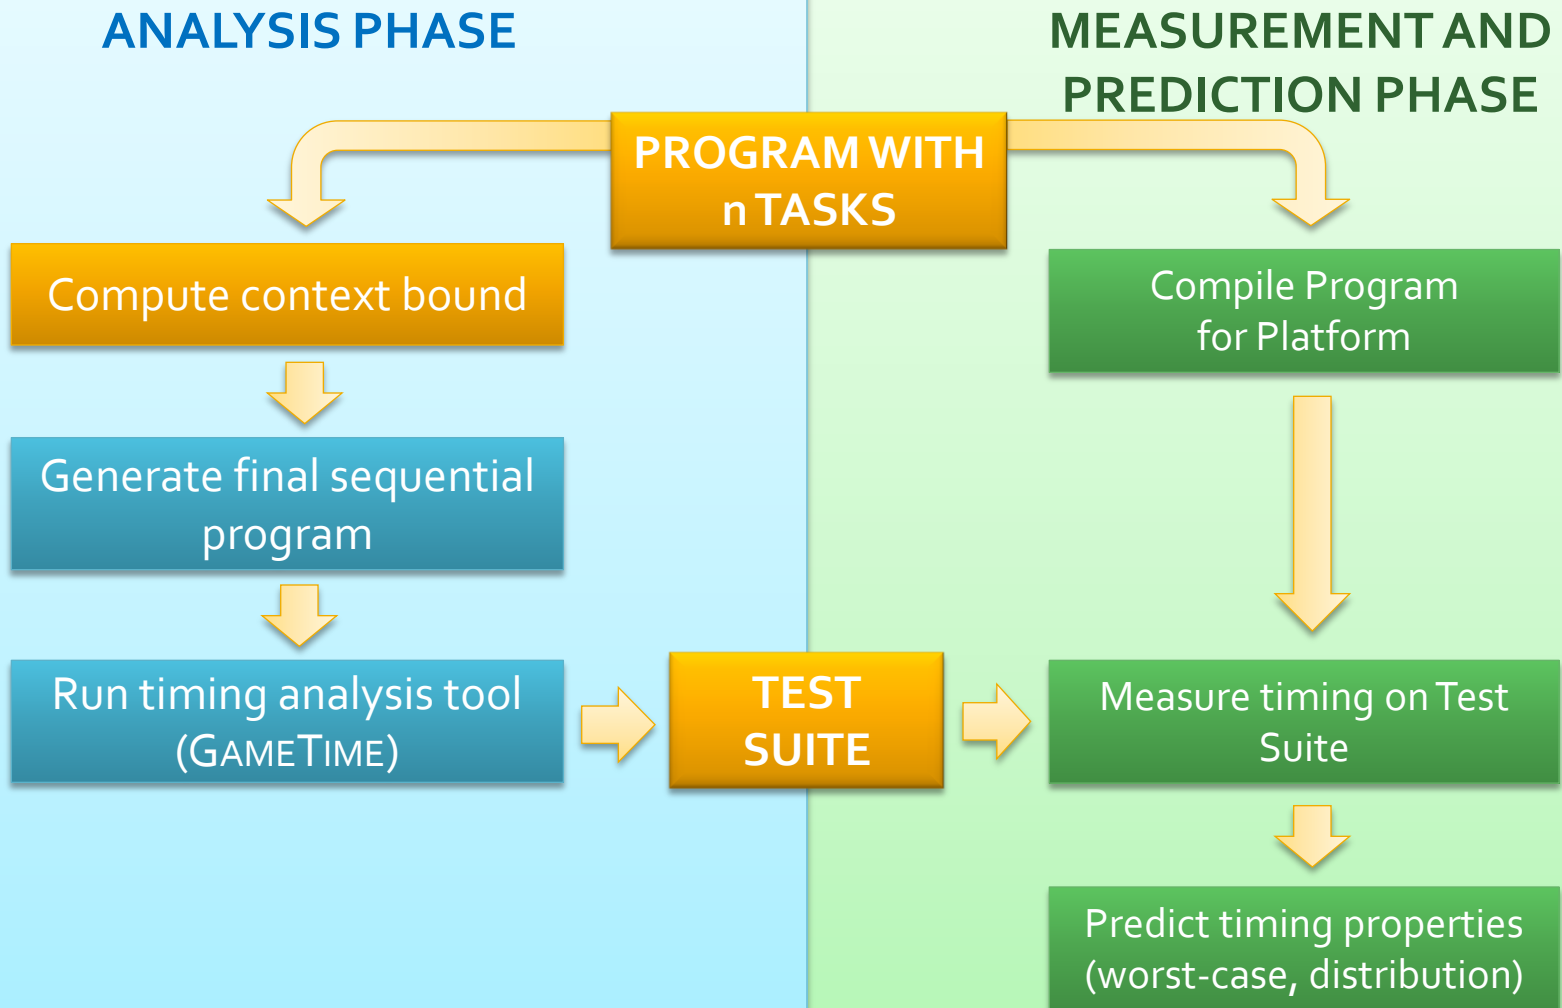 ANALYSIS PHASE
MEASUREMENT AND
PREDICTION PHASE
PROGRAM WITH
n TASKS
Compute context bound
Compile Program
for Platform
Generate final sequential
program
Run timing analysis tool
(GAMETIME)
TEST
SUITE
Measure timing on Test
Suite
Predict timing properties
(worst-case, distribution)